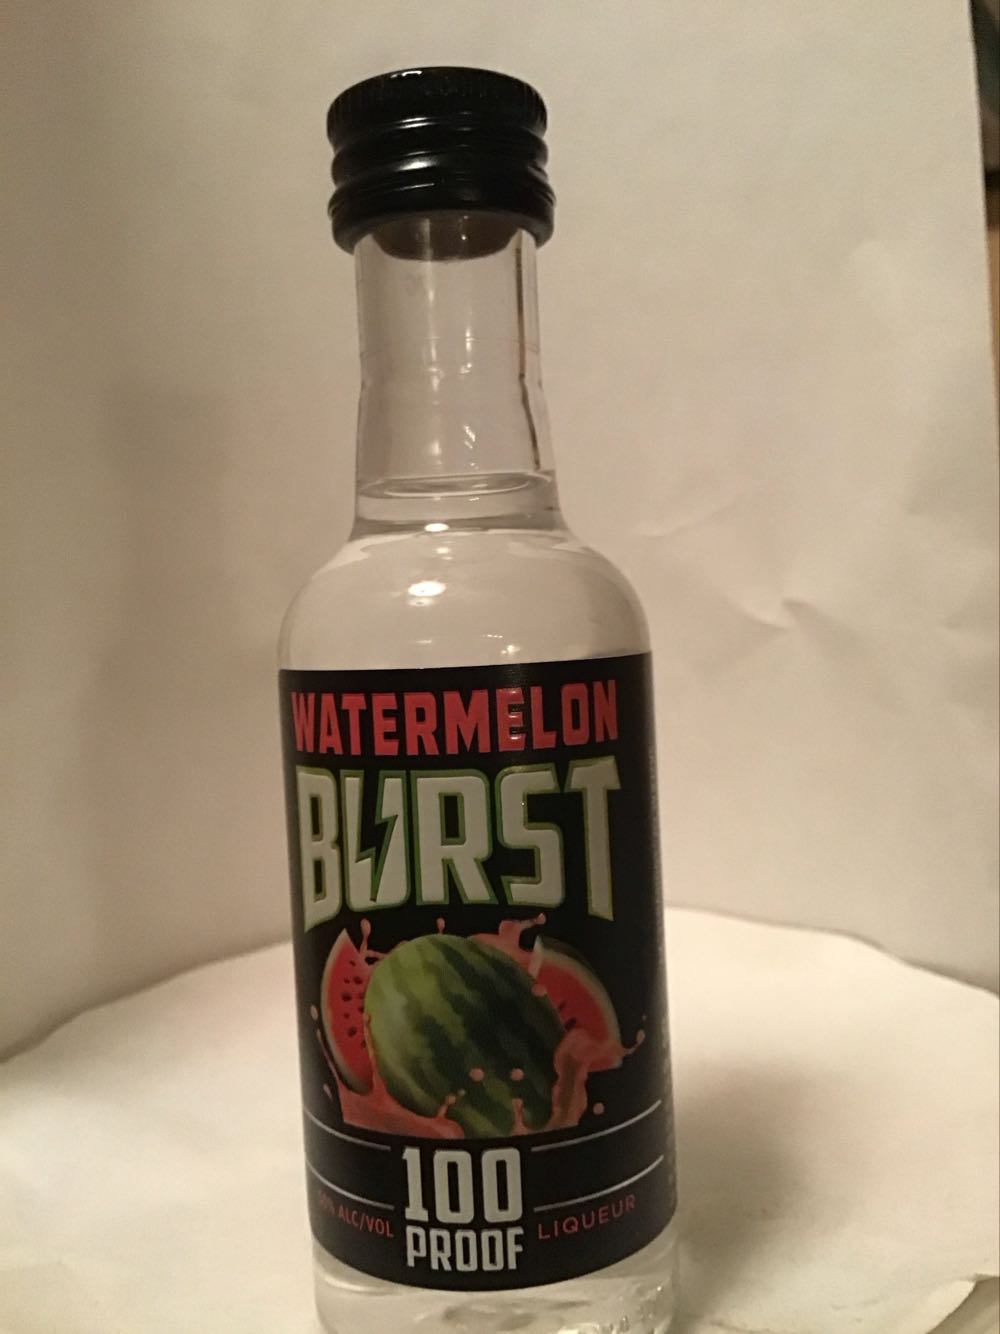 WATERMELON
BURST
100
PROOF
50% ALC/VOL
LIQUEUR